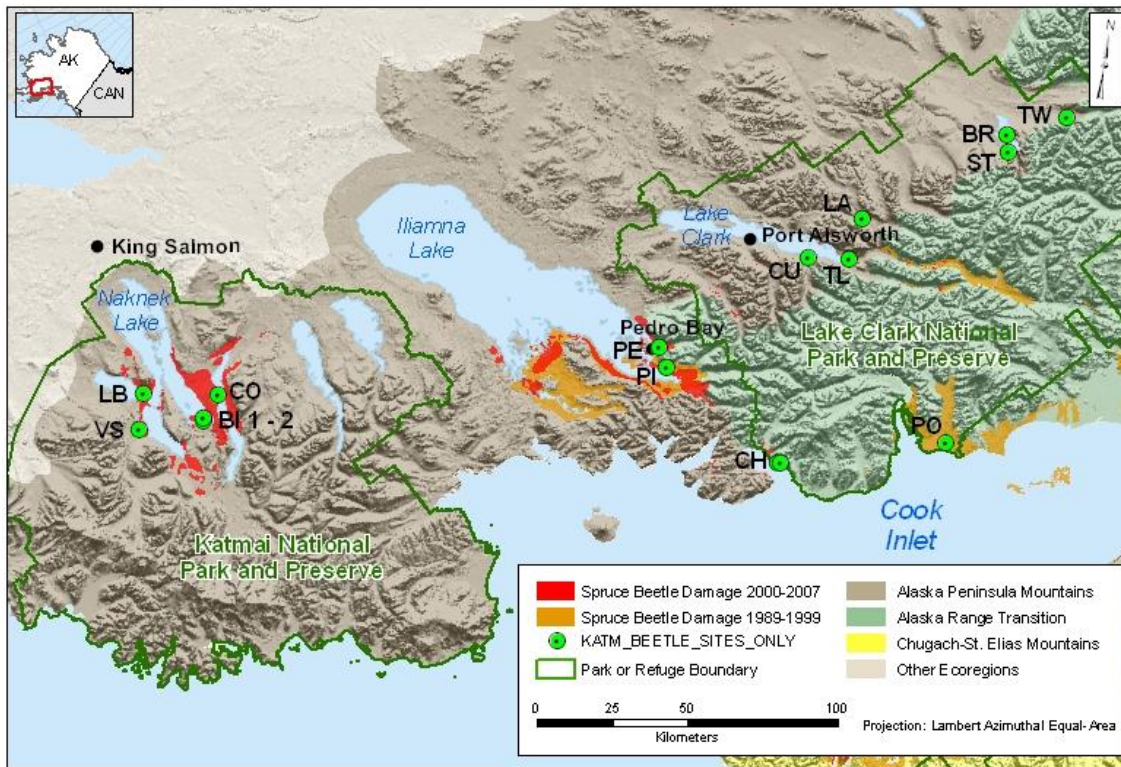 AK
CAN
N
TW
BR
ST
LA
Lake
Clark
Port Alsworth
CU
TL
Iliamna
Lake
King Salmon
Naknek
Lake
Pedro Bay
PE
PI
Lake Clark National
Park and Preserve
LB
CO
VS
BI 1 - 2
PO
CH
Cook
Inlet
Katmai National
Park and Preserve
Spruce Beetle Damage 2000-2007
Spruce Beetle Damage 1989-1999
KATM_BEETLE_SITES_ONLY
Park or Refuge Boundary
Alaska Peninsula Mountains
Alaska Range Transition
Chugach-St. Elias Mountains
Other Ecoregions
0 25 50 100
Kilometers
Projection: Lambert Azimuthal Equal-Area